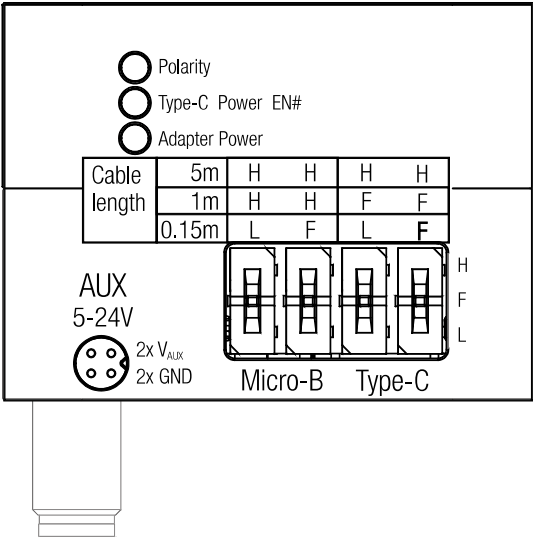 Polarity
Type-C Power EN#
Adapter Power
Cable length 5m H H H H
1m H H F F
0.15m L F L F
H
F
L
AUX
5-24V
2x VAUX
2x GND
Micro-B Type-C